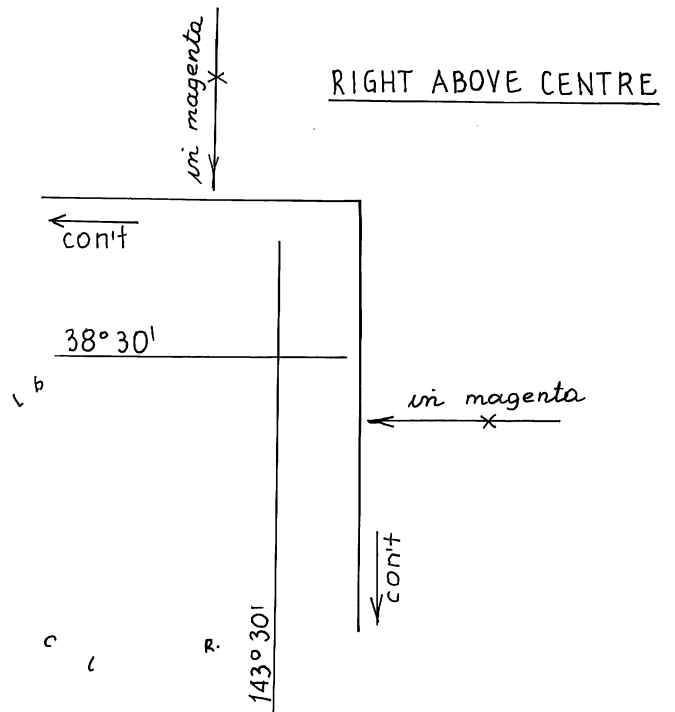 in magenta
RIGHT ABOVE CENTRE
con't
38° 30'
l b
in magenta
con't
c l
R.
143° 30'